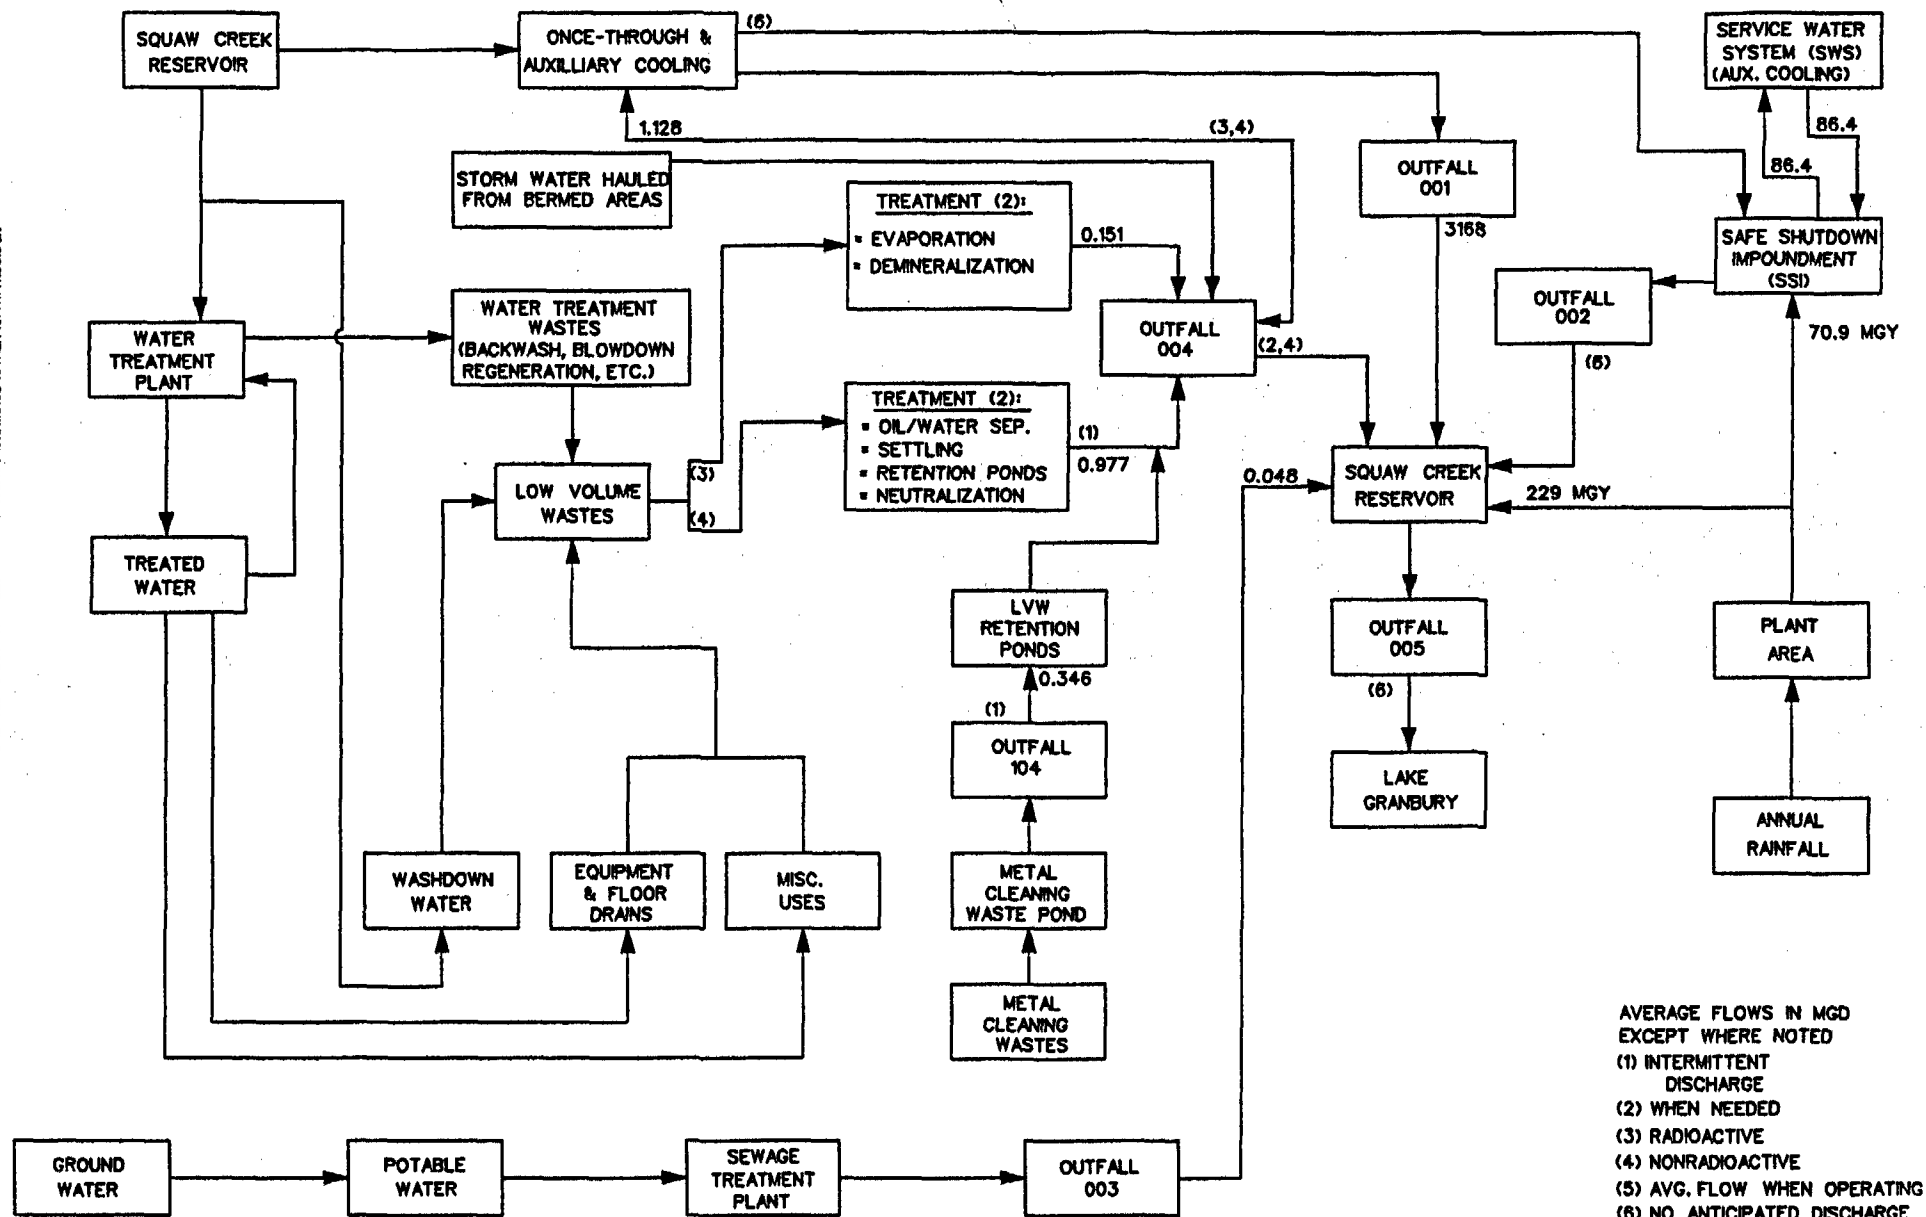 SQUAW CREEK
RESERVOIR
ONCE-THROUGH &
AUXILLIARY COOLING
(6)
SERVICE WATER
SYSTEM (SWS)
(AUX. COOLING)
1.128
(3,4)
86.4
86.4
STORM WATER HAULED
FROM BERMED AREAS
OUTFALL
001
3168
TREATMENT (2):
EVAPORATION
DEMINERALIZATION
0.151
SAFE SHUTDOWN
IMPOUNDMENT
(SSI)
OUTFALL
002
(5)
70.9 MGY
WATER
TREATMENT
PLANT
WATER TREATMENT
WASTES
(BACKWASH, BLOWDOWN
REGENERATION, ETC.)
OUTFALL
004
(2,4)
TREATMENT (2):
OIL/WATER SEP.
SETTLING
RETENTION PONDS
NEUTRALIZATION
(1)
0.977
LOW VOLUME
WASTES
(3)
(4)
0.048
SQUAW CREEK
RESERVOIR
229 MGY
TREATED
WATER
LVW
RETENTION
PONDS
0.346
(1)
OUTFALL
104
OUTFALL
005
(6)
PLANT
AREA
LAKE
GRANBURY
ANNUAL
RAINFALL
WASHDOWN
WATER
EQUIPMENT
& FLOOR
DRAINS
MISC.
USES
METAL
CLEANING
WASTE POND
METAL
CLEANING
WASTES
GROUND
WATER
POTABLE
WATER
SEWAGE
TREATMENT
PLANT
OUTFALL
003
AVERAGE FLOWS IN MGD
EXCEPT WHERE NOTED
(1) INTERMITTENT
DISCHARGE
(2) WHEN NEEDED
(3) RADIOACTIVE
(4) NONRADIOACTIVE
(5) AVG. FLOW WHEN OPERATING
(6) NO ANTICIPATED DISCHARGE